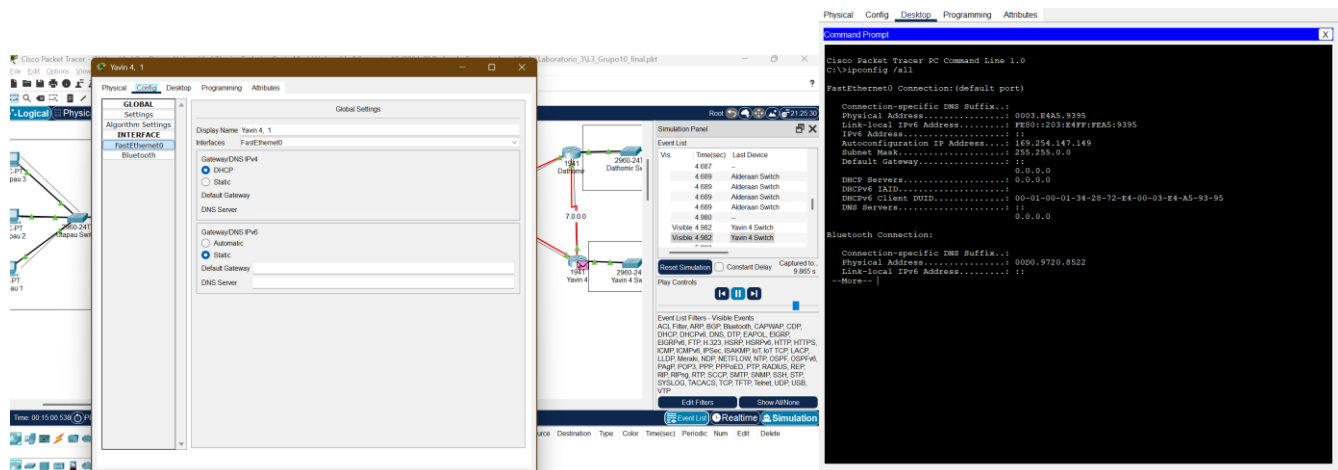 Cisco Packet Tracer -
Laboratorio_3\L3_Grupo10_final.pkt
File Edit Options View
Logical
Physic
Root
21:25:30
Yavin 4, 1
Physical Config Desktop Programming Attributes
GLOBAL
Settings
Algorithm Settings
INTERFACE
FastEthernet0
Bluetooth
Global Settings
Display Name Yavin 4, 1
Interfaces FastEthernet0
Gateway/DNS IPv4
DHCP
Static
Default Gateway
DNS Server
Gateway/DNS IPv6
Automatic
Static
Default Gateway
DNS Server
pau 3
pau 2
2960-24T
Utapau Swit
au 1
1941
Dathomir
2960-24T
Dathomir Sw
7.0.0.0
1941
Yavin 4
2960-24
Yavin 4 Sw
Simulation Panel
Event List
Vis. Time(sec) Last Device
4.687 --
4.689 Alderaan Switch
4.689 Alderaan Switch
4.689 Alderaan Switch
4.689 Alderaan Switch
4.980 --
Visible 4.982 Yavin 4 Switch
Visible 4.982 Yavin 4 Switch
Reset Simulation Constant Delay Captured to:
9.865 s
Play Controls
Event List Filters - Visible Events
ACL Filter, ARP, BGP, Bluetooth, CAPWAP, CDP,
DHCP, DHCPv6, DNS, DTP, EAPOL, EIGRP,
EIGRPv6, FTP, H.323, HSRP, HSRPv6, HTTP, HTTPS,
ICMP, ICMPv6, IPSec, ISAKMP, IoT, IoT TCP, LACP,
LLDP, Meraki, NDP, NETFLOW, NTP, OSPF, OSPFv6,
PAgP, POP3, PPP, PPPoED, PTP, RADIUS, REP,
RIP, RIPng, RTP, SCCP, SMTP, SNMP, SSH, STP,
SYSLOG, TACACS, TCP, TFTP, Telnet, UDP, USB,
VTP
Edit Filters Show All/None
Event List Realtime Simulation
Time: 00:15:00.538
Source Destination Type Color Time(sec) Periodic Num Edit Delete
Physical Config Desktop Programming Attributes
Command Prompt X
Cisco Packet Tracer PC Command Line 1.0
C:\>ipconfig /all
FastEthernet0 Connection:(default port)
Connection-specific DNS Suffix..:
Physical Address................: 0003.E4A5.9395
Link-local IPv6 Address.........: FE80::203:E4FF:FEA5:9395
IPv6 Address....................: ::
Autoconfiguration IP Address....: 169.254.147.149
Subnet Mask.....................: 255.255.0.0
Default Gateway.................: ::
0.0.0.0
DHCP Servers....................: 0.0.0.0
DHCPv6 IAID.....................:
DHCPv6 Client DUID..............: 00-01-00-01-34-28-72-E4-00-03-E4-A5-93-95
DNS Servers.....................: ::
0.0.0.0
Bluetooth Connection:
Connection-specific DNS Suffix..:
Physical Address................: 00D0.9720.8522
Link-local IPv6 Address.........: ::
--More--